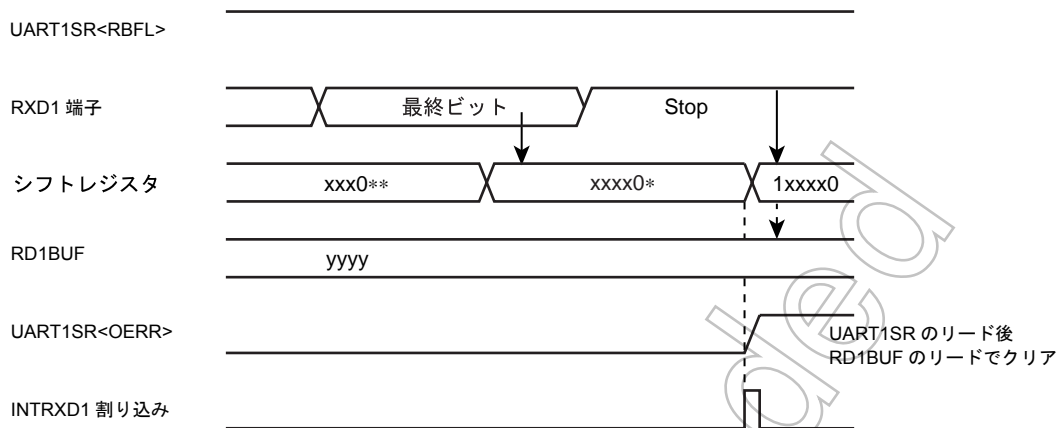 UART1SR<RBFL>
RXD1 端子
最終ビット
Stop
シフトレジスタ
xxx0**
xxxx0*
1xxxx0
RD1BUF
yyyy
UART1SR<OERR>
UART1SR のリード後
RD1BUF のリードでクリア
INTRXD1 割り込み
ded